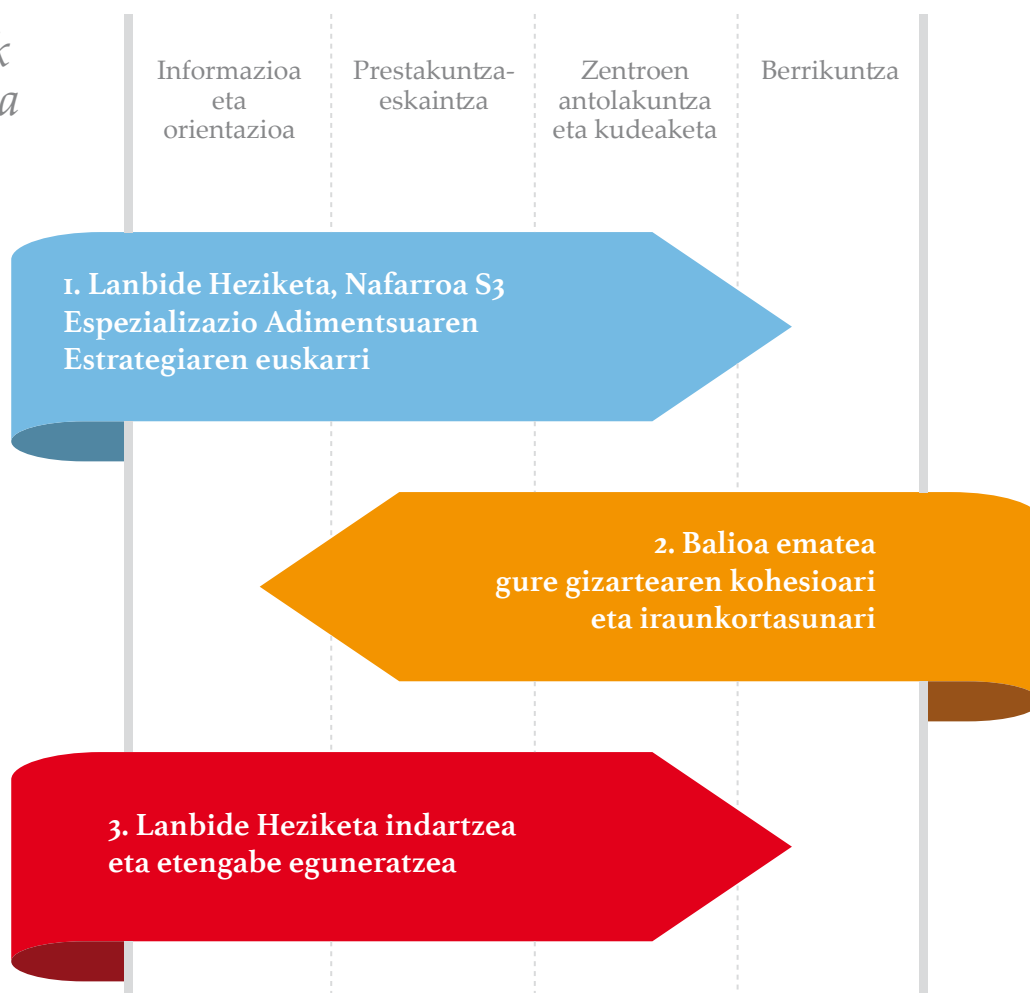 Informazioa
eta
orientazioa
Prestakuntza-
eskaintza
Zentroen
antolakuntza
eta kudeaketa
Berrikuntza
1. Lanbide Heziketa, Nafarroa S3
Espezializazio Adimentsuaren
Estrategiaren euskarri
2. Balioa ematea
gure gizartearen kohesioari
eta iraunkortasunari
3. Lanbide Heziketa indartzea
eta etengabe eguneratzea